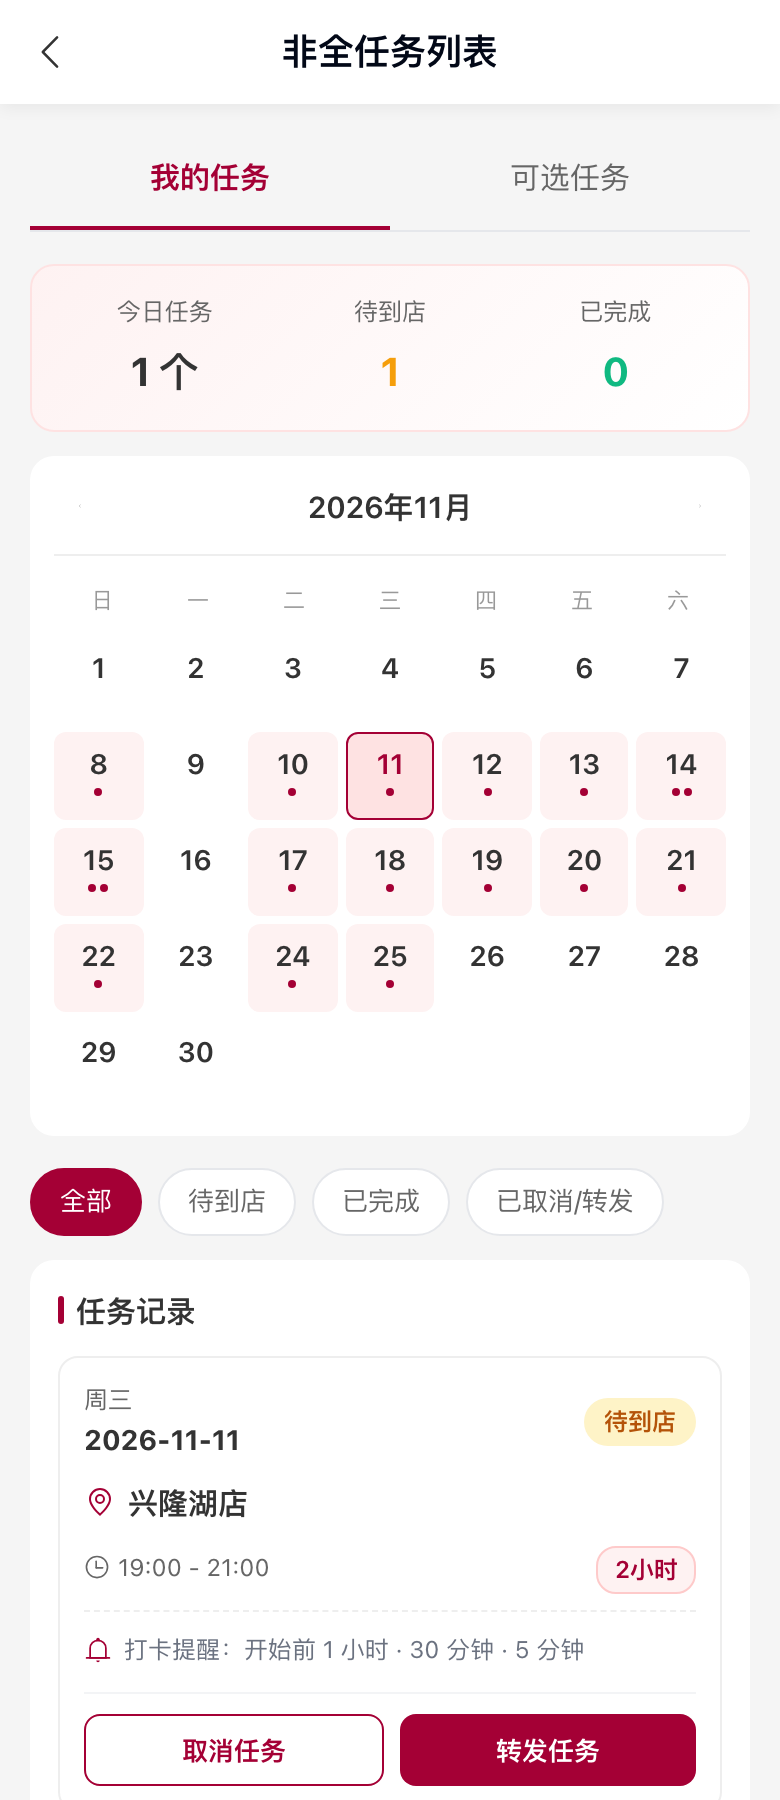 非全任务列表
我的任务 可选任务
今日任务 待到店 已完成
1 个 1 0
2026年11月
日 一 二 三 四 五 六
1 2 3 4 5 6 7
8 9 10 11 12 13 14
15 16 17 18 19 20 21
22 23 24 25 26 27 28
29 30
全部 待到店 已完成 已取消/转发
任务记录
周三
2026-11-11 待到店
兴隆湖店
19:00 - 21:00 2小时
打卡提醒：开始前 1 小时 · 30 分钟 · 5 分钟
取消任务 转发任务